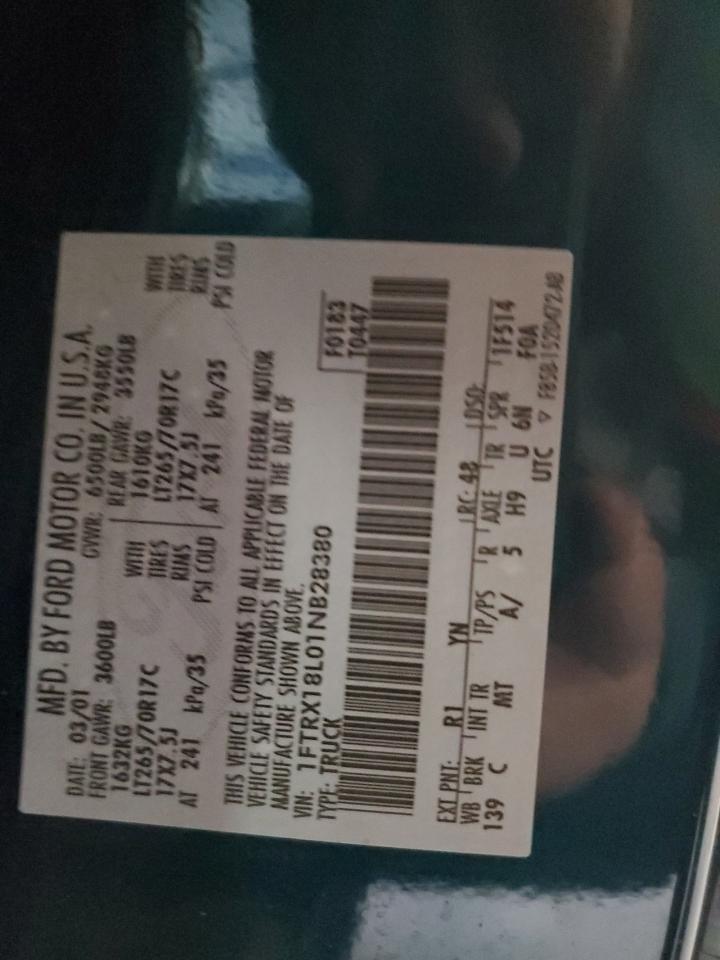 MFD. BY FORD MOTOR CO. IN U.S.A.
DATE: 03/01 GVWR: 6500LB/ 2948KG
FRONT GAWR: 3600LB REAR GAWR: 3550LB
1632KG WITH 1610KG WITH
LT265/70R17C TIRES LT265/70R17C TIRES
17X7.5J RIMS 17X7.5J RIMS
AT 241 kPa/35 PSI COLD AT 241 kPa/35 PSI COLD
THIS VEHICLE CONFORMS TO ALL APPLICABLE FEDERAL MOTOR
VEHICLE SAFETY STANDARDS IN EFFECT ON THE DATE OF
MANUFACTURE SHOWN ABOVE.
VIN: 1FTRX18L01NB28380 F0183
TYPE: TRUCK T0447
EXT PNT: R1 YN RC: 48 DSO:
WB BRK INT TR TP/PS R AXLE TR SPR 1F514
139 C MT A/ 5 H9 U 6N F0A
UTC ▽ F85B-1520472-AB